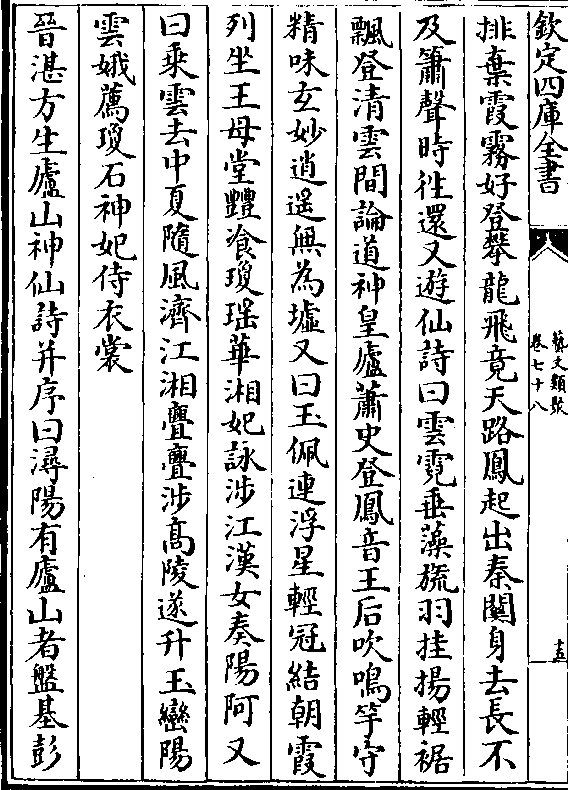 欽定四庫全書
藝文類聚
卷七十八
十五
排棄霞霧好登攀龍飛竟天路鳳起出秦關身去長不
及簫聲時往還又遊仙詩曰雲霓垂藻旒羽挂揚輕裾
飄登清雲間論道神皇廬蕭史登鳳音王后吹鳴竽守
精味玄妙逍遥無為墟又曰玉佩連浮星輕冠結朝霞
列坐王母堂豔飡瓊瑶華湘妃詠涉江漢女奏陽阿又
曰乘雲去中夏隨風濟江湘亹亹涉高陵遂升玉巒陽
雲娥薦瓊石神妃侍衣裳
晉湛方生廬山神仙詩并序曰潯陽有廬山者盤基彭